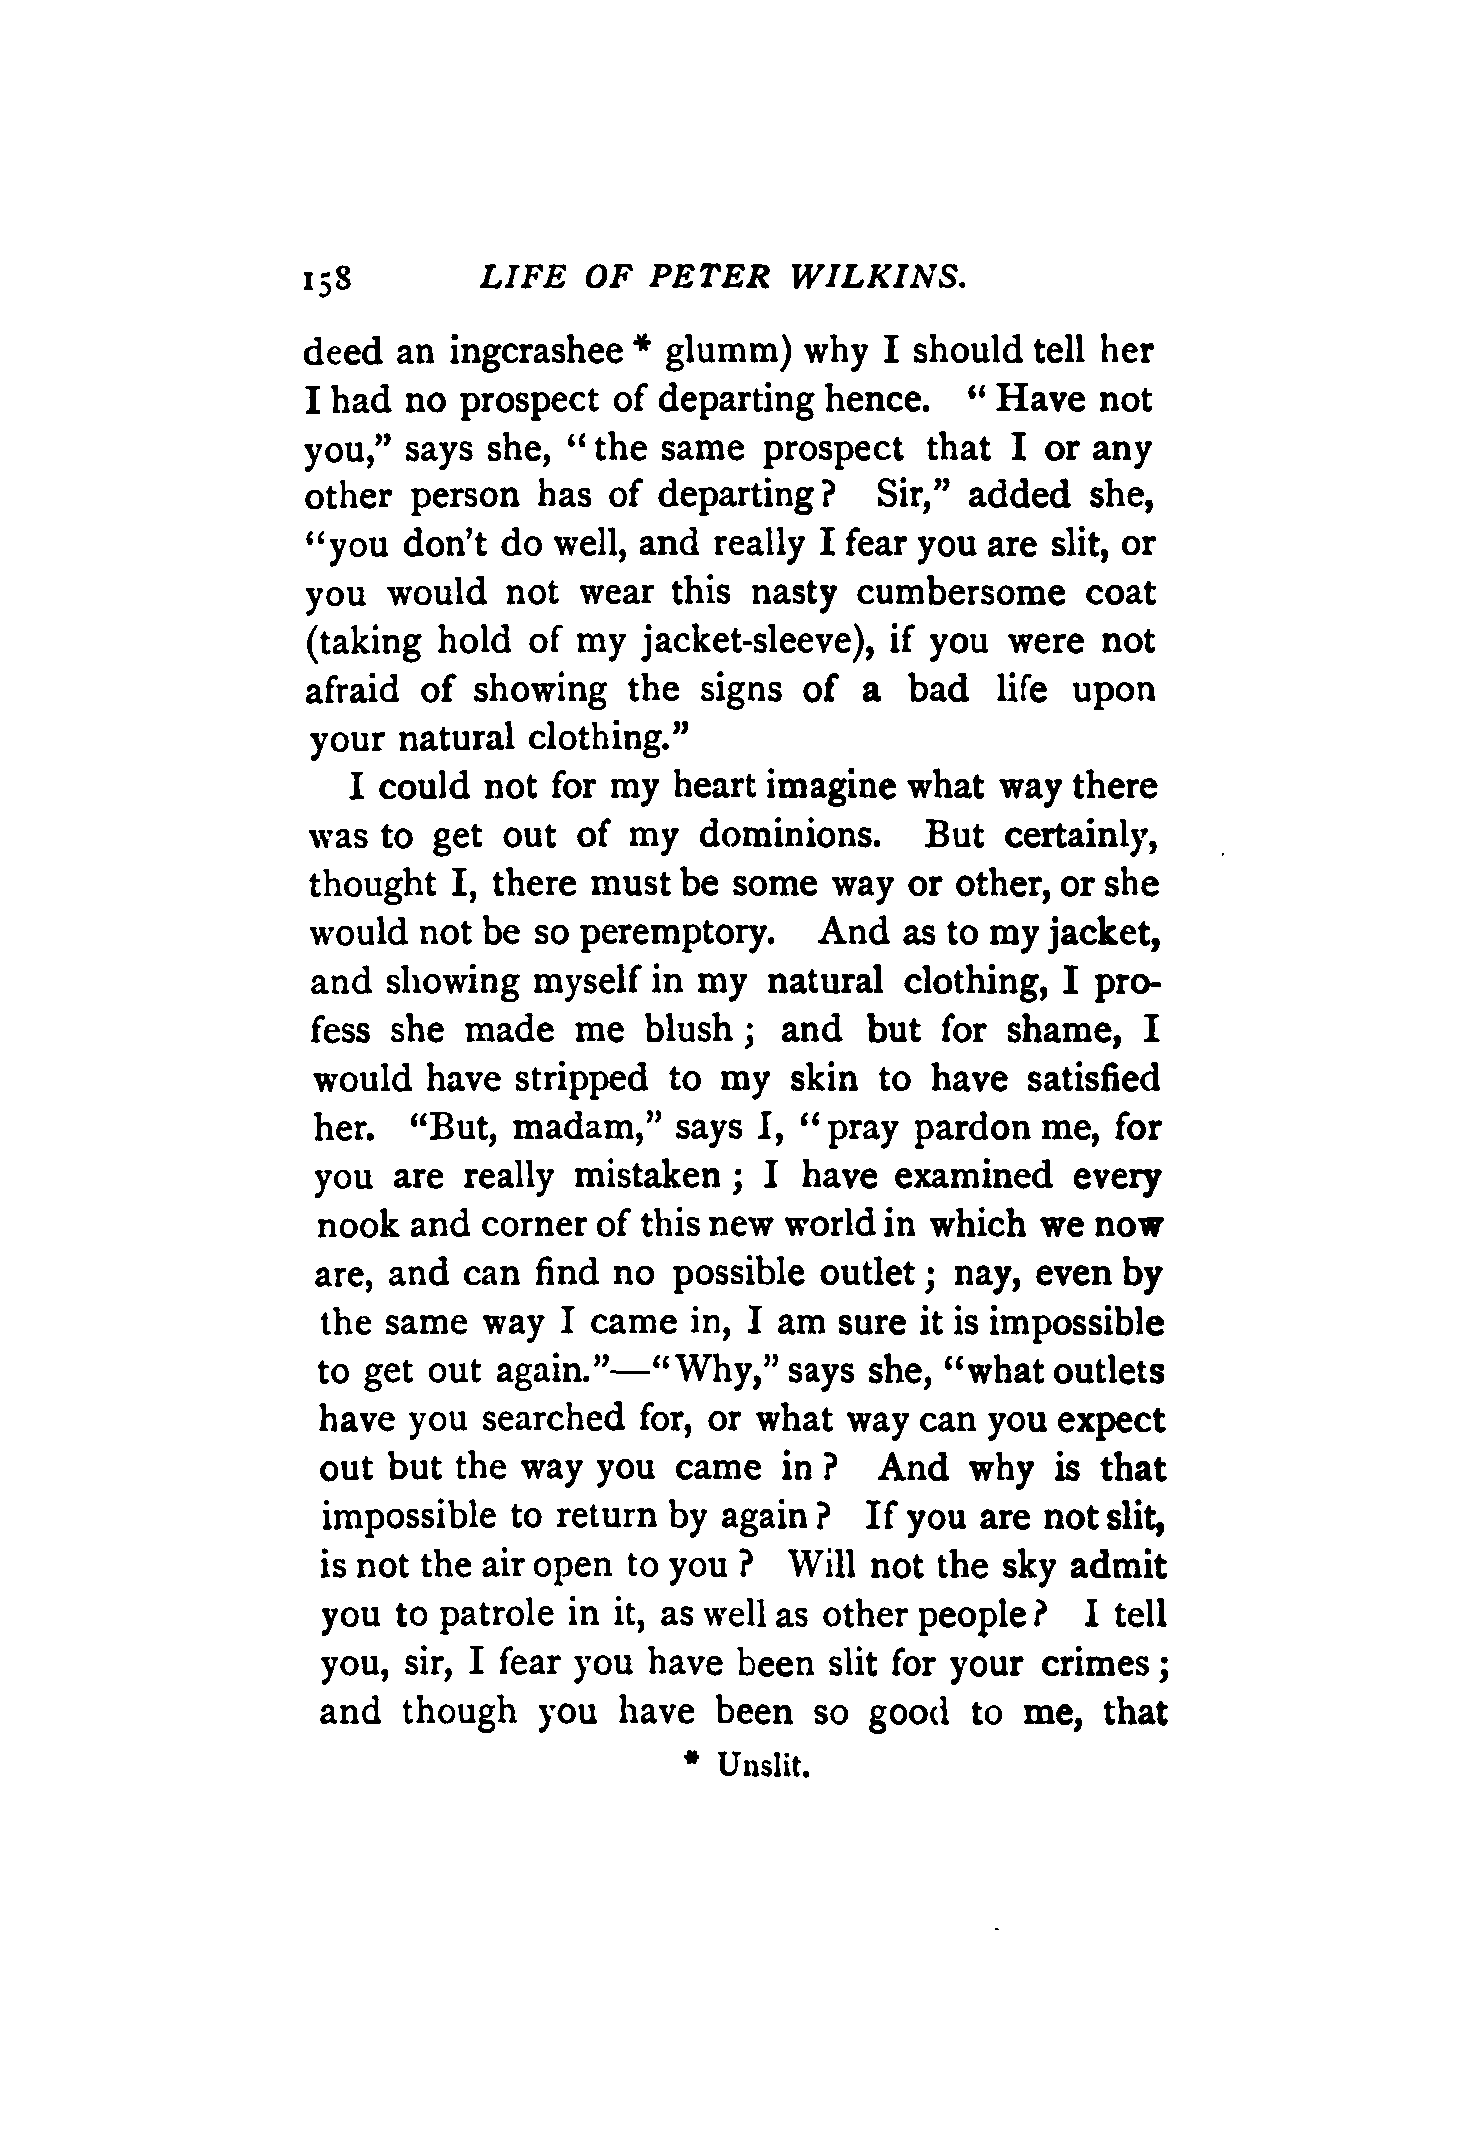 158 LIFE OF PETER WILKINS.
deed an ingcrashee * glumm) why I should tell her
I had no prospect of departing hence. “Have not
you,” says she, “the same prospect that I or any
other person has of departing? Sir,” added she,
“you don't do well, and really I fear you are slit, or
you would not wear this nasty cumbersome coat
(taking hold of my jacket-sleeve), if you were not
afraid of showing the signs of a bad life upon
your natural clothing.”
I could not for my heart imagine what way there
was to get out of my dominions. But certainly,
thought I, there must be some way or other, or she
would not be so peremptory. And as to my jacket,
and showing myself in my natural clothing, I pro-
fess she made me blush; and but for shame, I
would have stripped to my skin to have satisfied
her. “But, madam,” says I, “pray pardon me, for
you are really mistaken; I have examined every
nook and corner of this new world in which we now
are, and can find no possible outlet; nay, even by
the same way I came in, I am sure it is impossible
to get out again.”—“Why,” says she, “what outlets
have you searched for, or what way can you expect
out but the way you came in? And why is that
impossible to return by again? If you are not slit,
is not the air open to you? Will not the sky admit
you to patrole in it, as well as other people? I tell
you, sir, I fear you have been slit for your crimes;
and though you have been so good to me, that
* Unslit.